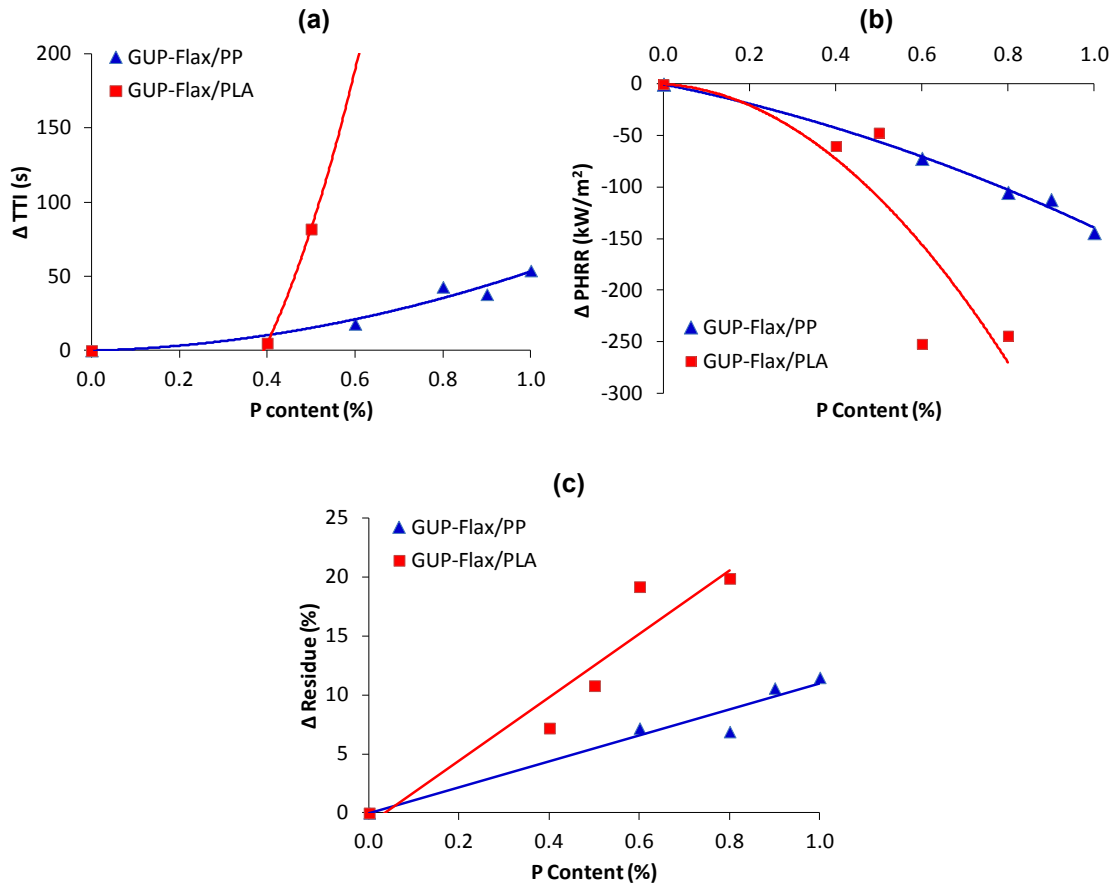 (a)
200
150
100
50
0
Δ TTI (s)
GUP-Flax/PP
GUP-Flax/PLA
0.0 0.2 0.4 0.6 0.8 1.0
P content (%)
(b)
0.0 0.2 0.4 0.6 0.8 1.0
0
-50
-100
-150
-200
-250
-300
Δ PHRR (kW/m²)
GUP-Flax/PP
GUP-Flax/PLA
P Content (%)
(c)
25
20
15
10
5
0
Δ Residue (%)
GUP-Flax/PP
GUP-Flax/PLA
0.0 0.2 0.4 0.6 0.8 1.0
P Content (%)